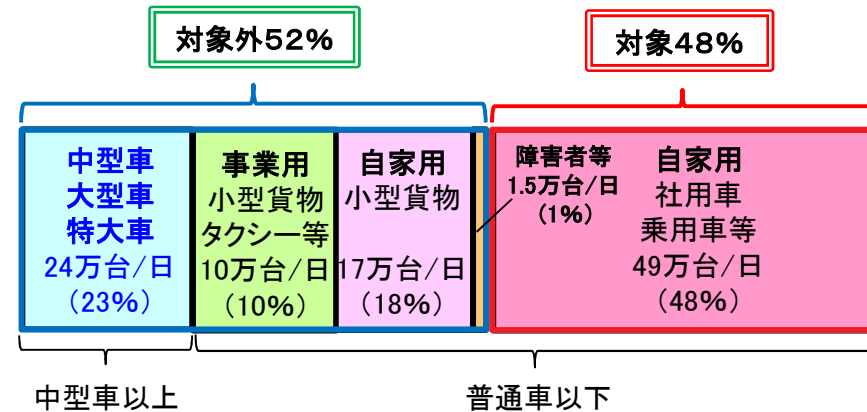 対象外52%
対象48%
中型車
大型車
特大車
24万台/日
(23%)
事業用
小型貨物
タクシー等
10万台/日
(10%)
自家用
小型貨物
17万台/日
(18%)
障害者等
1.5万台/日
(1%)
自家用
社用車
乗用車等
49万台/日
(48%)
中型車以上
普通車以下